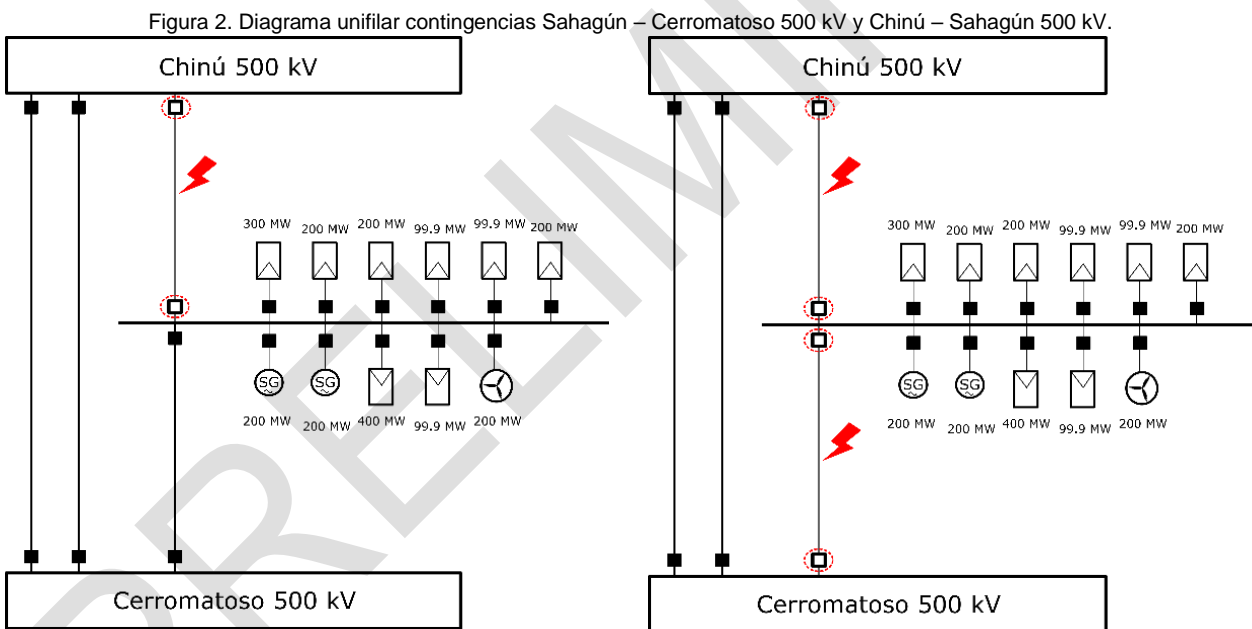 Figura 2. Diagrama unifilar contingencias Sahagún – Cerromatoso 500 kV y Chinú – Sahagún 500 kV.
Chinú 500 kV
300 MW 200 MW 200 MW 99.9 MW 99.9 MW 200 MW
SG SG
200 MW 200 MW 400 MW 99.9 MW 200 MW
Cerromatoso 500 kV
Chinú 500 kV
300 MW 200 MW 200 MW 99.9 MW 99.9 MW 200 MW
SG SG
200 MW 200 MW 400 MW 99.9 MW 200 MW
Cerromatoso 500 kV
PRELIMI